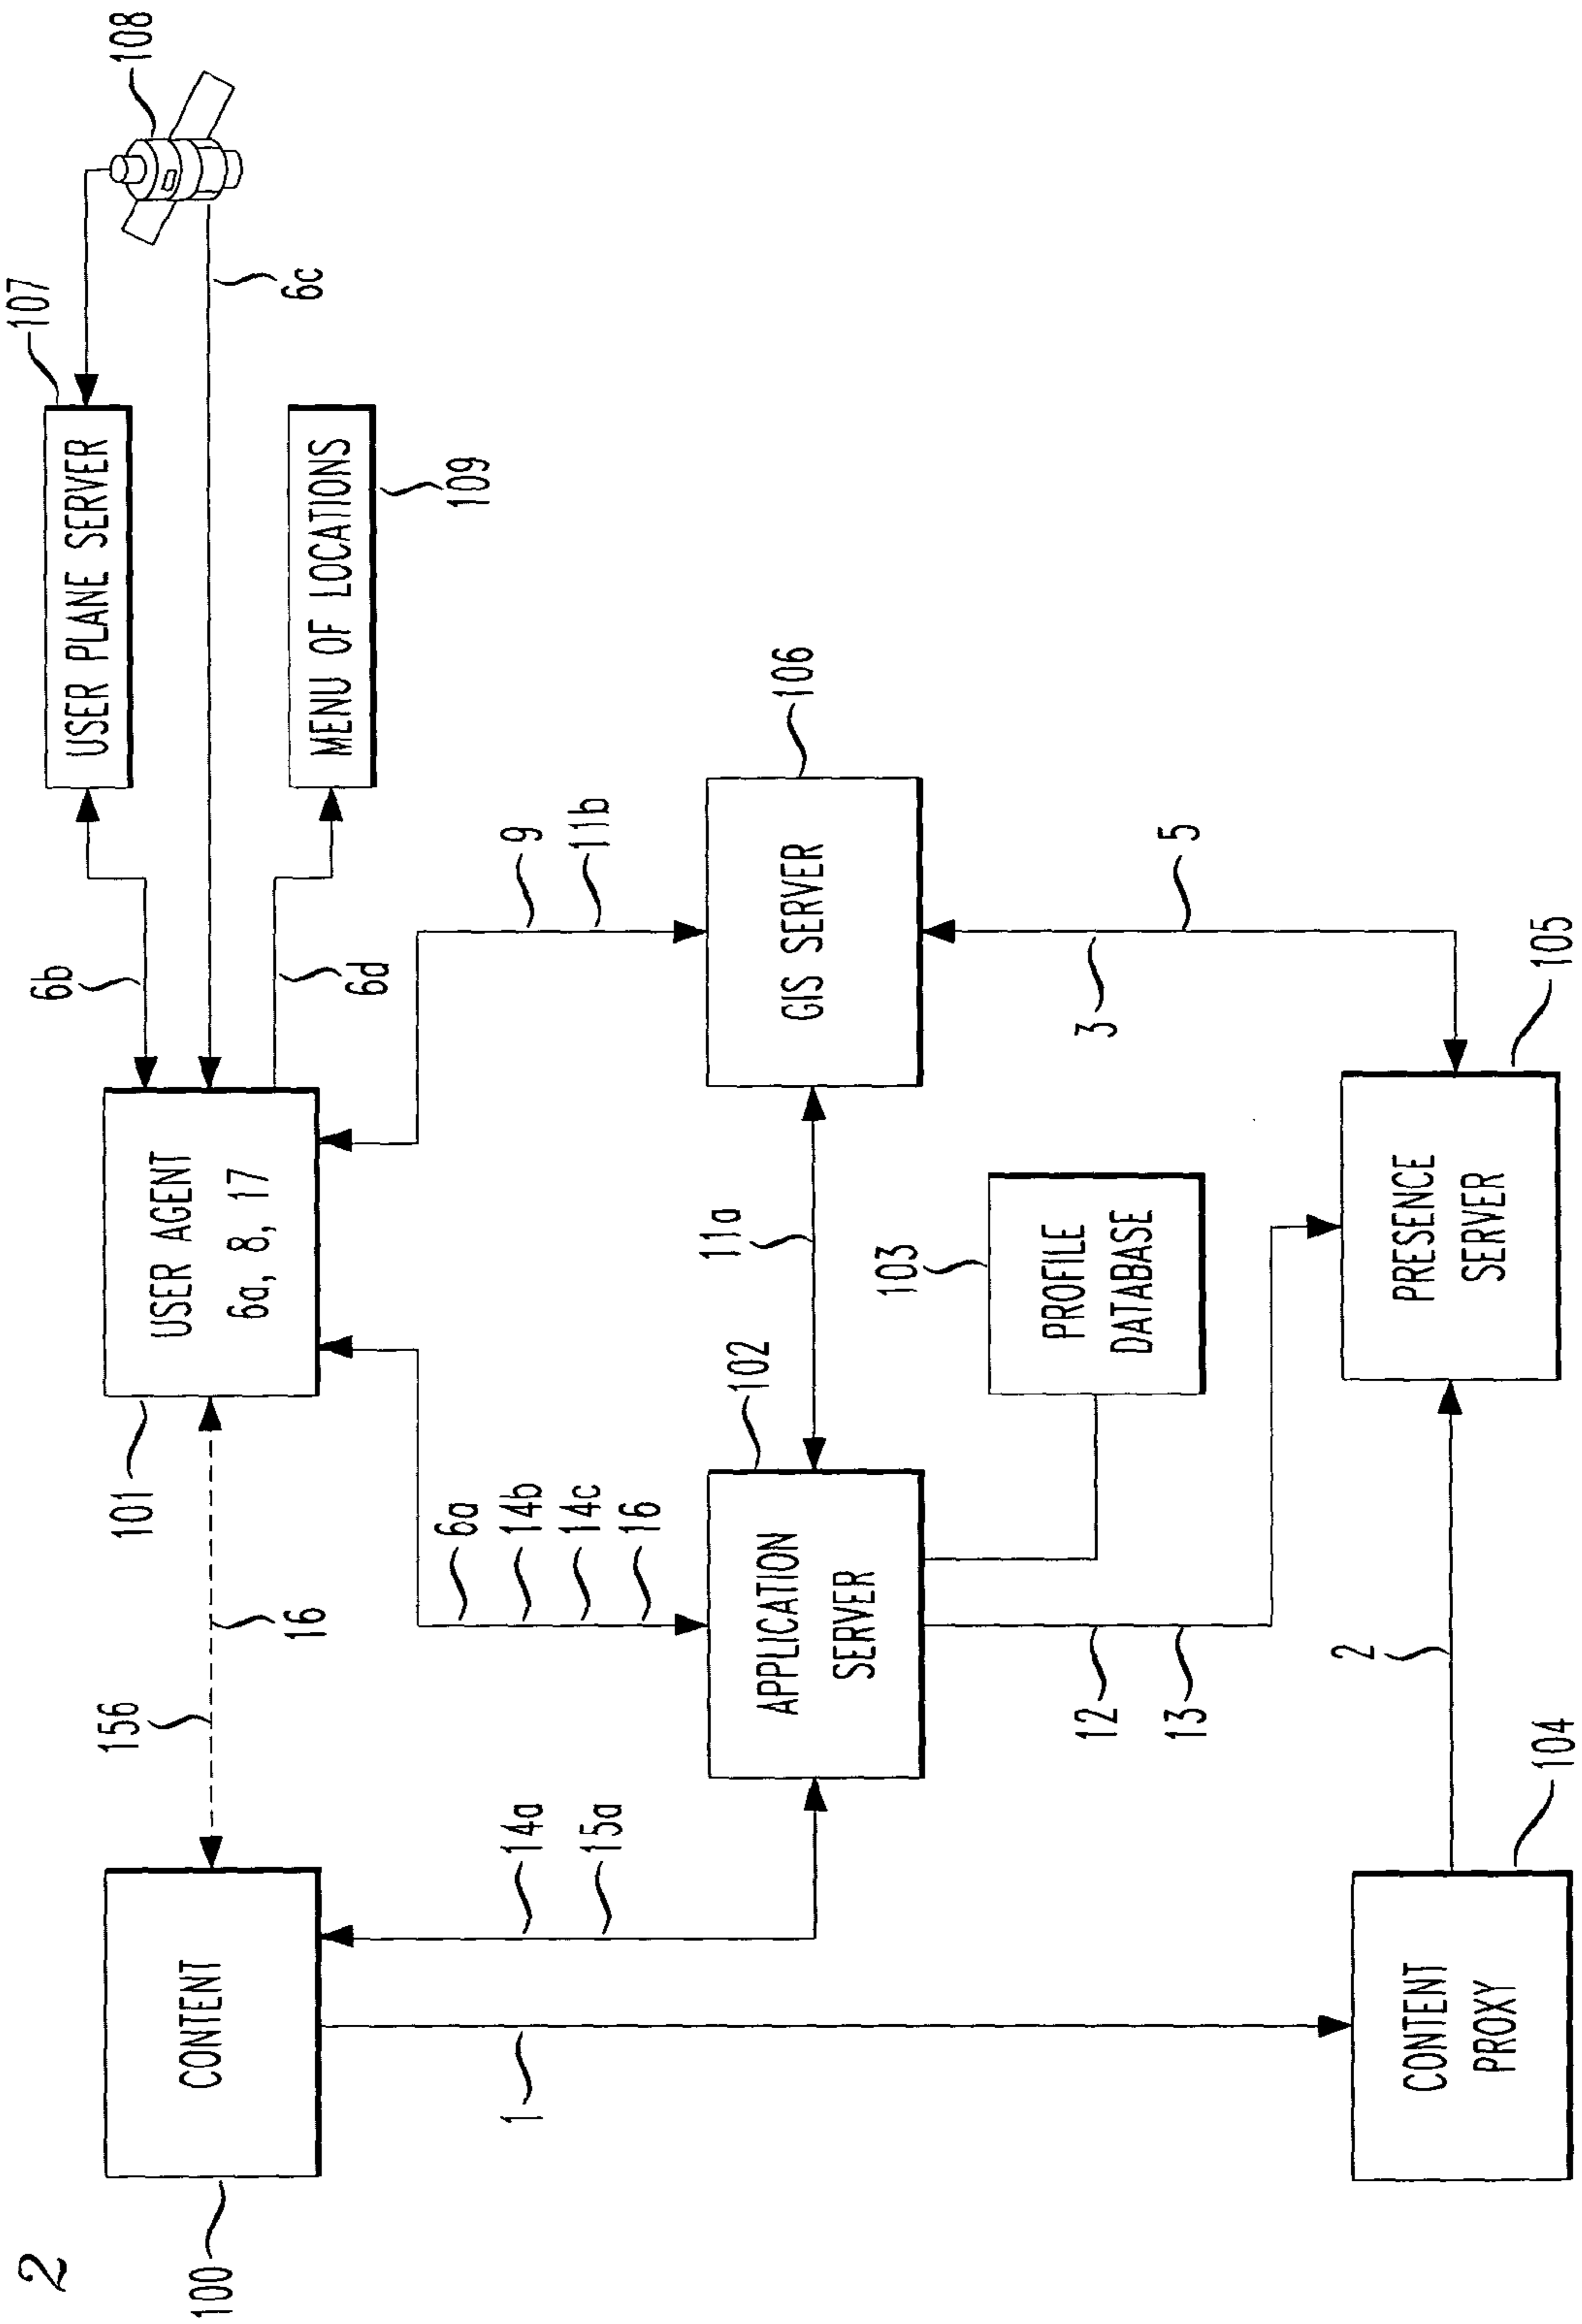 2
100
CONTENT
156
16
101
USER AGENT
6a, 8, 17
6b
6d
107
USER PLANE SERVER
6c
108
MENU OF LOCATIONS
109
14a
15a
6a
14b
14c
16
9
11b
1
APPLICATION
SERVER
102
11a
GIS SERVER
106
103
PROFILE
DATABASE
12
13
3
5
CONTENT
PROXY
104
2
PRESENCE
SERVER
105